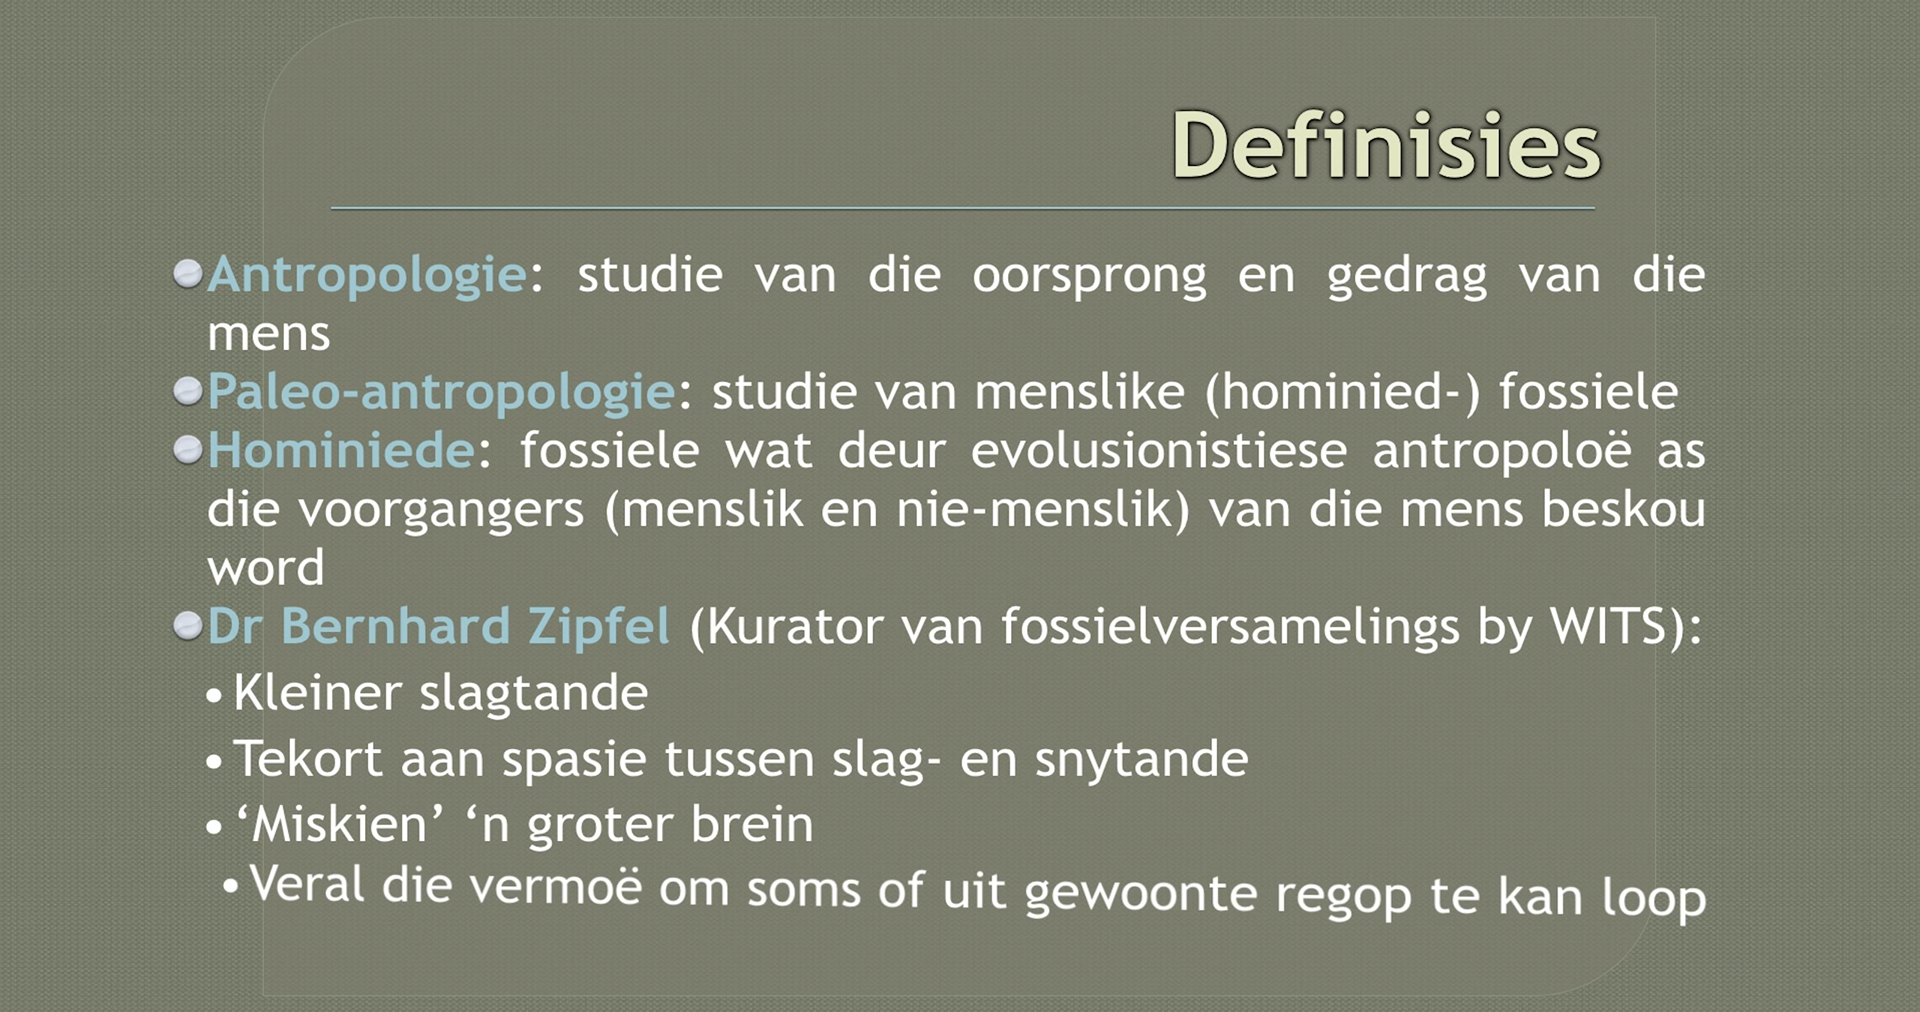 Definisies
Antropologie: studie van die oorsprong en gedrag van die
mens
Paleo-antropologie: studie van menslike (hominied-) fossiele
Hominiede: fossiele wat deur evolusionistiese antropoloë as
die voorgangers (menslik en nie-menslik) van die mens beskou
word
Dr Bernhard Zipfel (Kurator van fossielversamelings by WITS):
• Kleiner slagtande
• Tekort aan spasie tussen slag- en snytande
• ‘Miskien’ ‘n groter brein
• Veral die vermoë om soms of uit gewoonte regop te kan loop